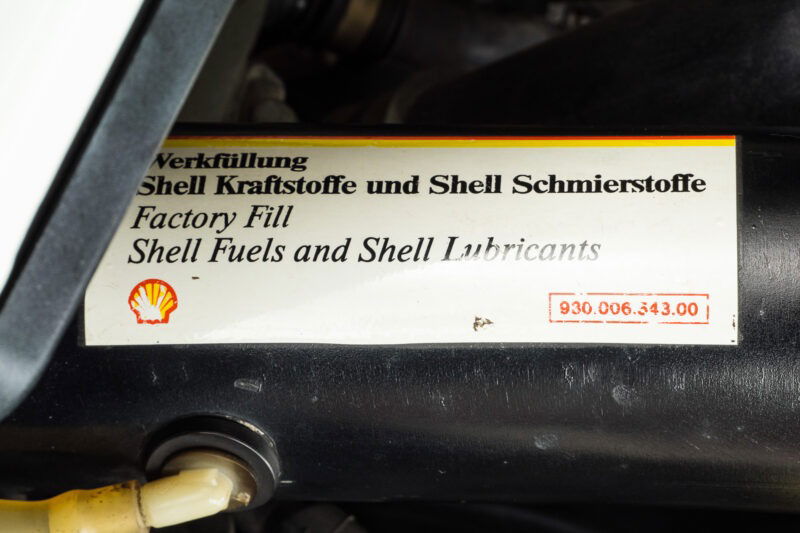 Werkfüllung
Shell Kraftstoffe und Shell Schmierstoffe
Factory Fill
Shell Fuels and Shell Lubricants
930.006.343.00